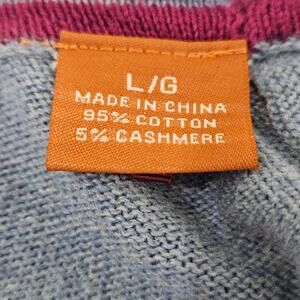 L/G
MADE IN CHINA
95% COTTON
5% CASHMERE